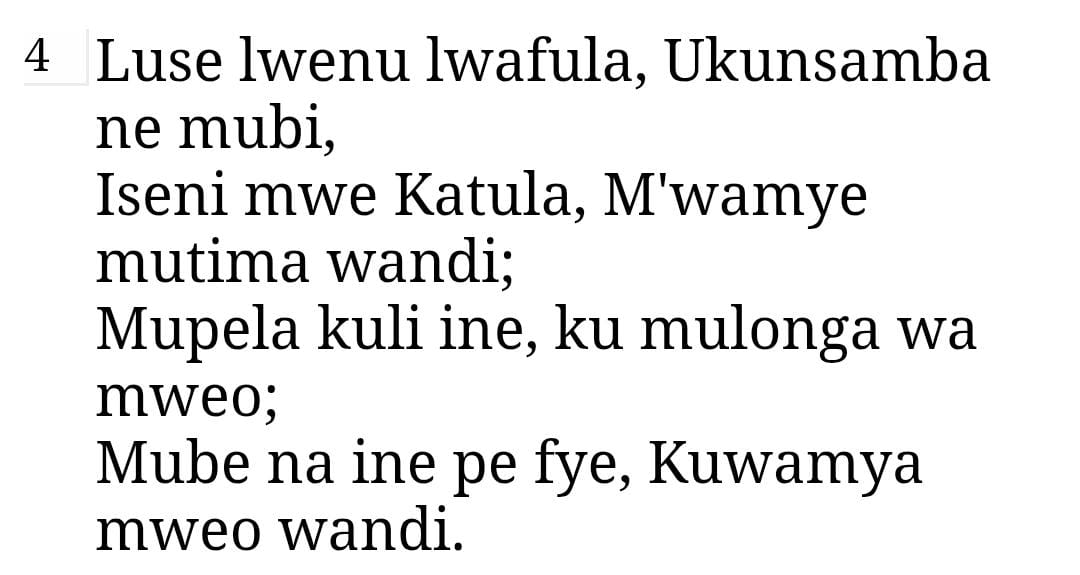 4 Luse lwenu lwafula, Ukunsamba
ne mubi,
Iseni mwe Katula, M'wamye
mutima wandi;
Mupela kuli ine, ku mulonga wa
mweo;
Mube na ine pe fye, Kuwamya
mweo wandi.